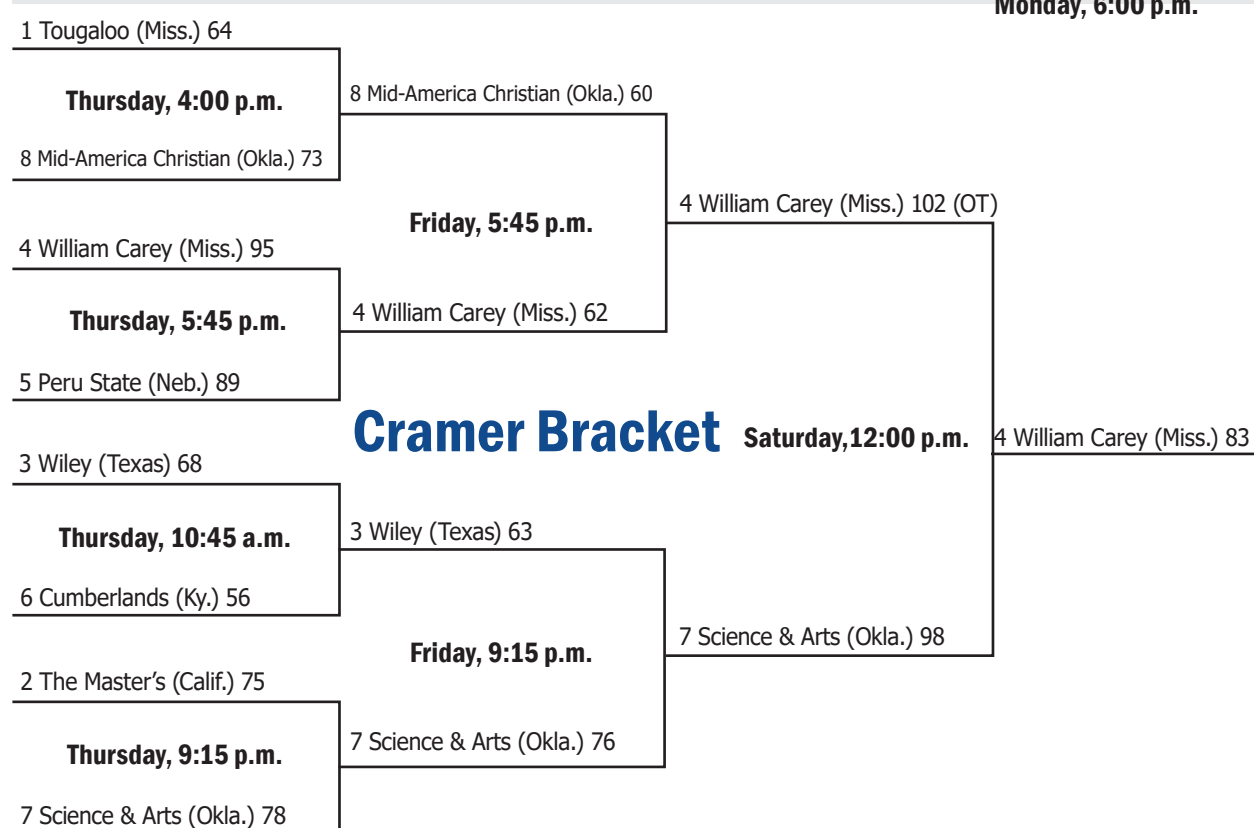 Monday, 6:00 p.m.
1 Tougaloo (Miss.) 64
Thursday, 4:00 p.m.
8 Mid-America Christian (Okla.) 60
8 Mid-America Christian (Okla.) 73
4 William Carey (Miss.) 102 (OT)
Friday, 5:45 p.m.
4 William Carey (Miss.) 95
Thursday, 5:45 p.m.
4 William Carey (Miss.) 62
5 Peru State (Neb.) 89
Cramer Bracket
Saturday,12:00 p.m.
4 William Carey (Miss.) 83
3 Wiley (Texas) 68
Thursday, 10:45 a.m.
3 Wiley (Texas) 63
6 Cumberlands (Ky.) 56
7 Science & Arts (Okla.) 98
Friday, 9:15 p.m.
2 The Master’s (Calif.) 75
Thursday, 9:15 p.m.
7 Science & Arts (Okla.) 76
7 Science & Arts (Okla.) 78